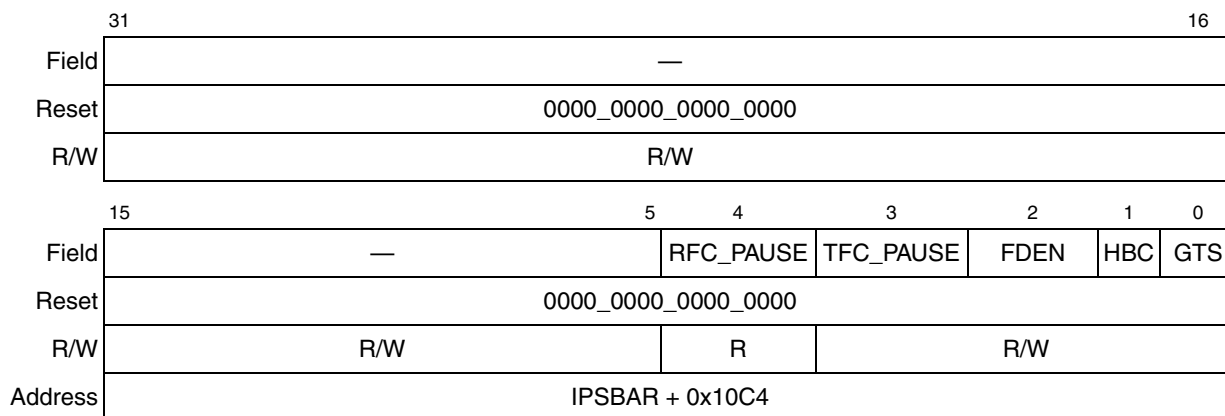 31 16
Field —
Reset 0000_0000_0000_0000
R/W R/W
15 5 4 3 2 1 0
Field — RFC_PAUSE TFC_PAUSE FDEN HBC GTS
Reset 0000_0000_0000_0000
R/W R/W R R/W
Address IPSBAR + 0x10C4